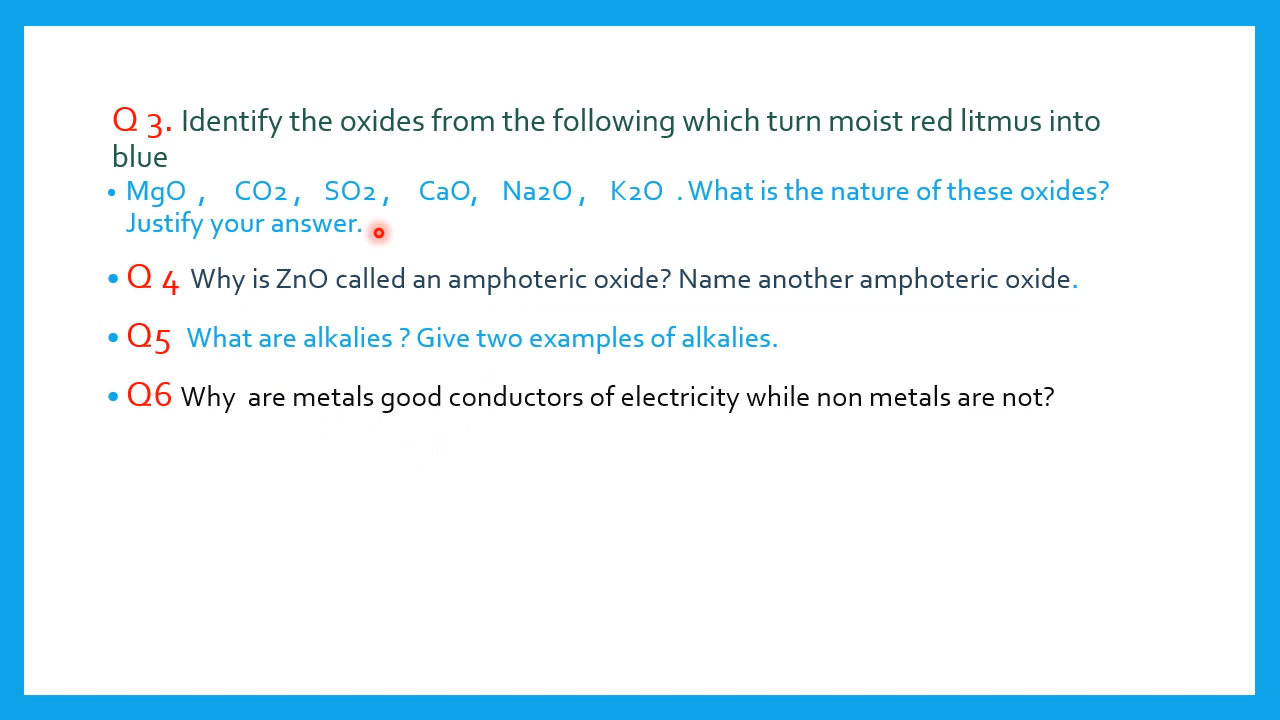 Q 3. Identify the oxides from the following which turn moist red litmus into
blue
• MgO , CO2 , SO2 , CaO, Na2O , K2O . What is the nature of these oxides?
Justify your answer.
• Q 4 Why is ZnO called an amphoteric oxide? Name another amphoteric oxide.
• Q5 What are alkalies ? Give two examples of alkalies.
• Q6 Why are metals good conductors of electricity while non metals are not?